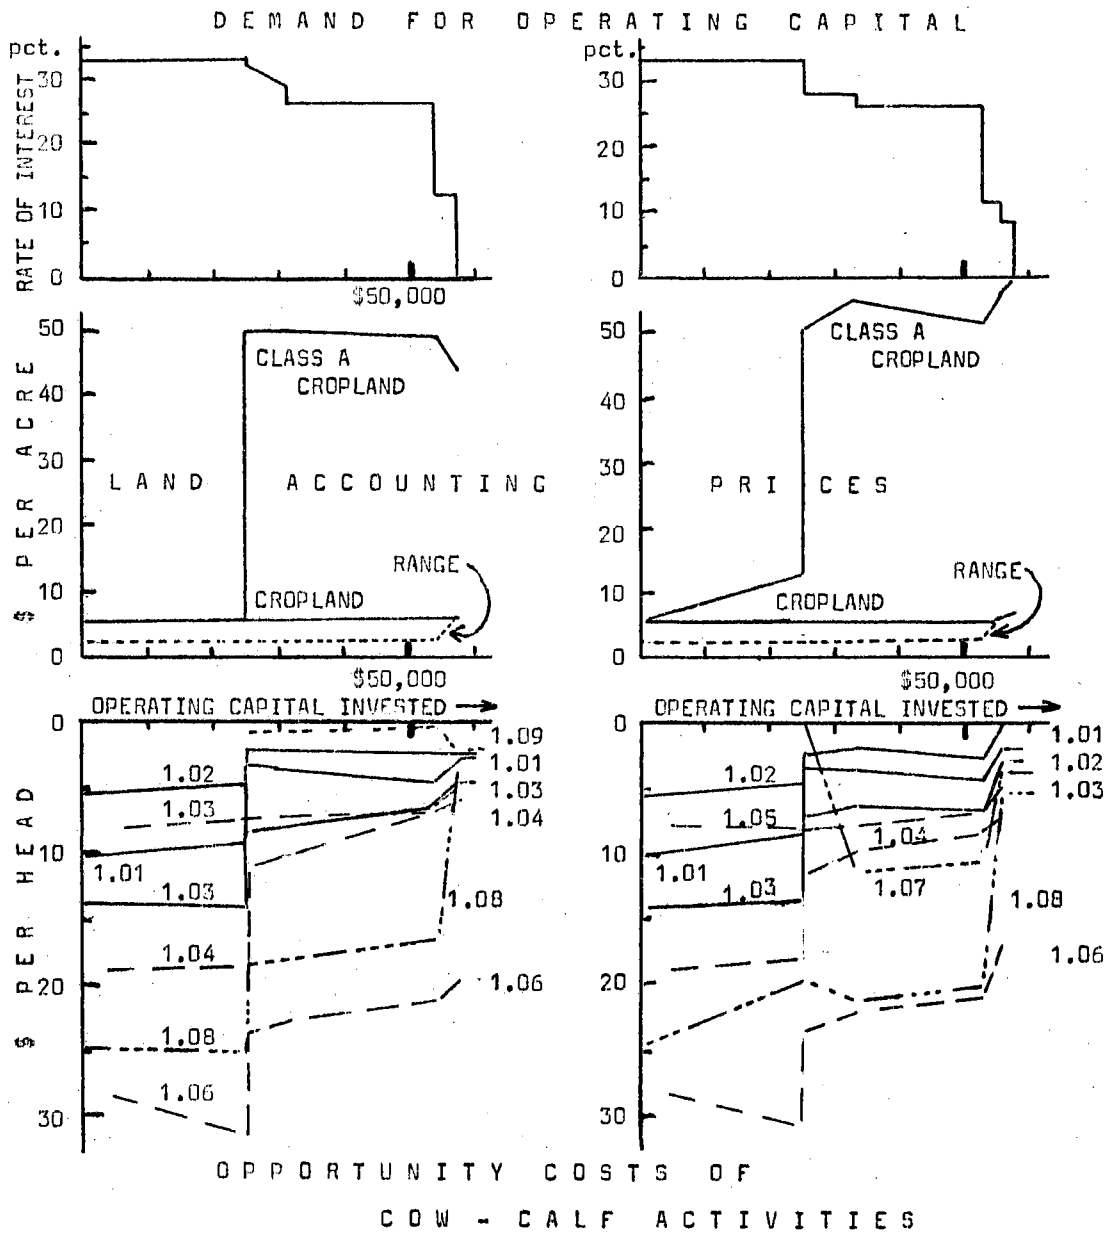 DEMAND FOR OPERATING CAPITAL
pct.
30
20
10
0
RATE OF INTEREST
$50,000
pct.
30
20
10
0
50
40
30
20
10
0
$ PER ACRE
CLASS A
CROPLAND
LAND ACCOUNTING
RANGE
CROPLAND
$50,000
50
40
30
20
10
0
CLASS A
CROPLAND
PRICES
RANGE
CROPLAND
$50,000
OPERATING CAPITAL INVESTED →
0
10
20
30
$ PER HEAD
1.02
1.03
1.01
1.03
1.04
1.08
1.06
1.09
1.01
1.03
1.04
1.08
1.06
OPERATING CAPITAL INVESTED →
0
10
20
30
1.02
1.01
1.03
1.04
1.07
1.01
1.02
1.03
1.08
1.06
OPPORTUNITY COSTS OF
COW - CALF ACTIVITIES